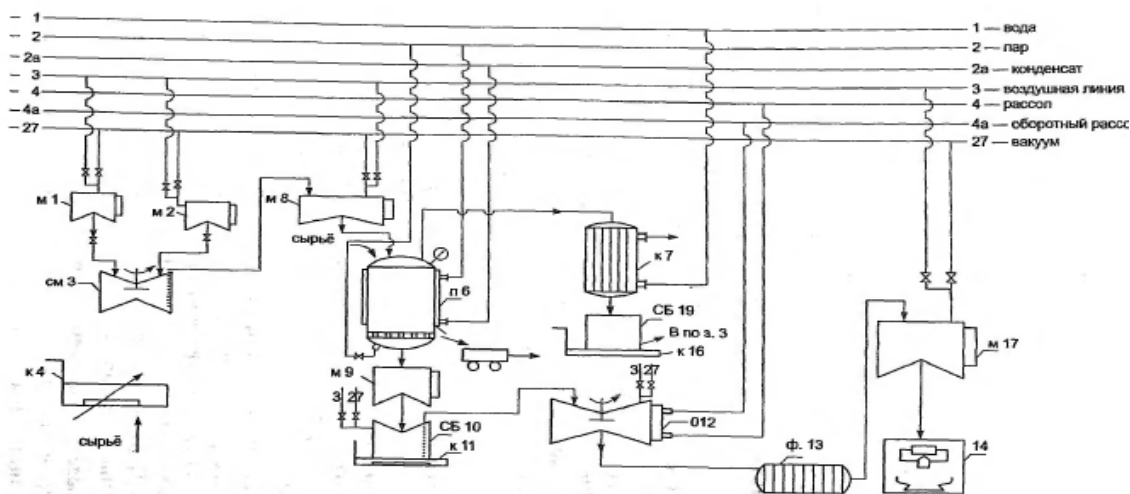 1
2
2а
3
4
4а
27
1 — вода
2 — пар
2а — конденсат
3 — воздушная линия
4 — рассол
4а — оборотный рассо
27 — вакуум
м 1
м 2
м 8
сырьё
см 3
п 6
к 7
СБ 19
В по з. 3
к 16
м 17
к 4
сырьё
м 9
3 27
3 27
СБ 10
к 11
012
ф. 13
14